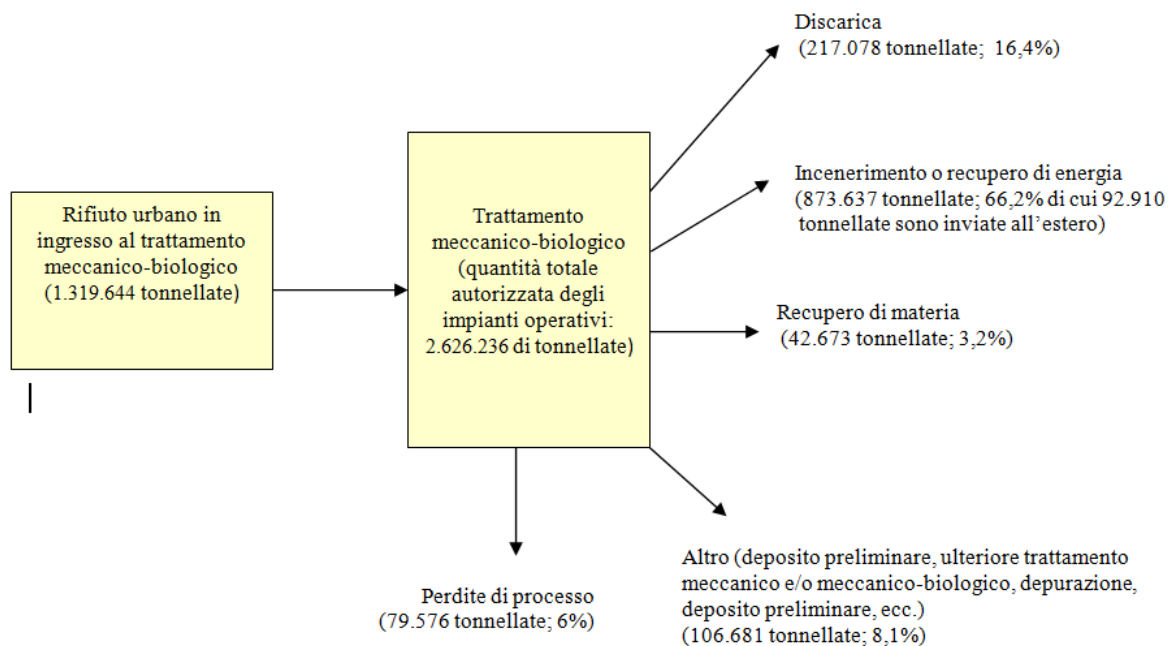 Discarica
(217.078 tonnellate;  16,4%)
Rifiuto urbano in
ingresso al trattamento
meccanico-biologico
(1.319.644 tonnellate)
Trattamento
meccanico-biologico
(quantità totale
autorizzata degli
impianti operativi:
2.626.236 di tonnellate)
Incenerimento o recupero di energia
(873.637 tonnellate; 66,2% di cui 92.910
tonnellate sono inviate all’estero)
Recupero di materia
(42.673 tonnellate; 3,2%)
Perdite di processo
(79.576 tonnellate; 6%)
Altro (deposito preliminare, ulteriore trattamento
meccanico e/o meccanico-biologico, depurazione,
deposito preliminare, ecc.)
(106.681 tonnellate; 8,1%)